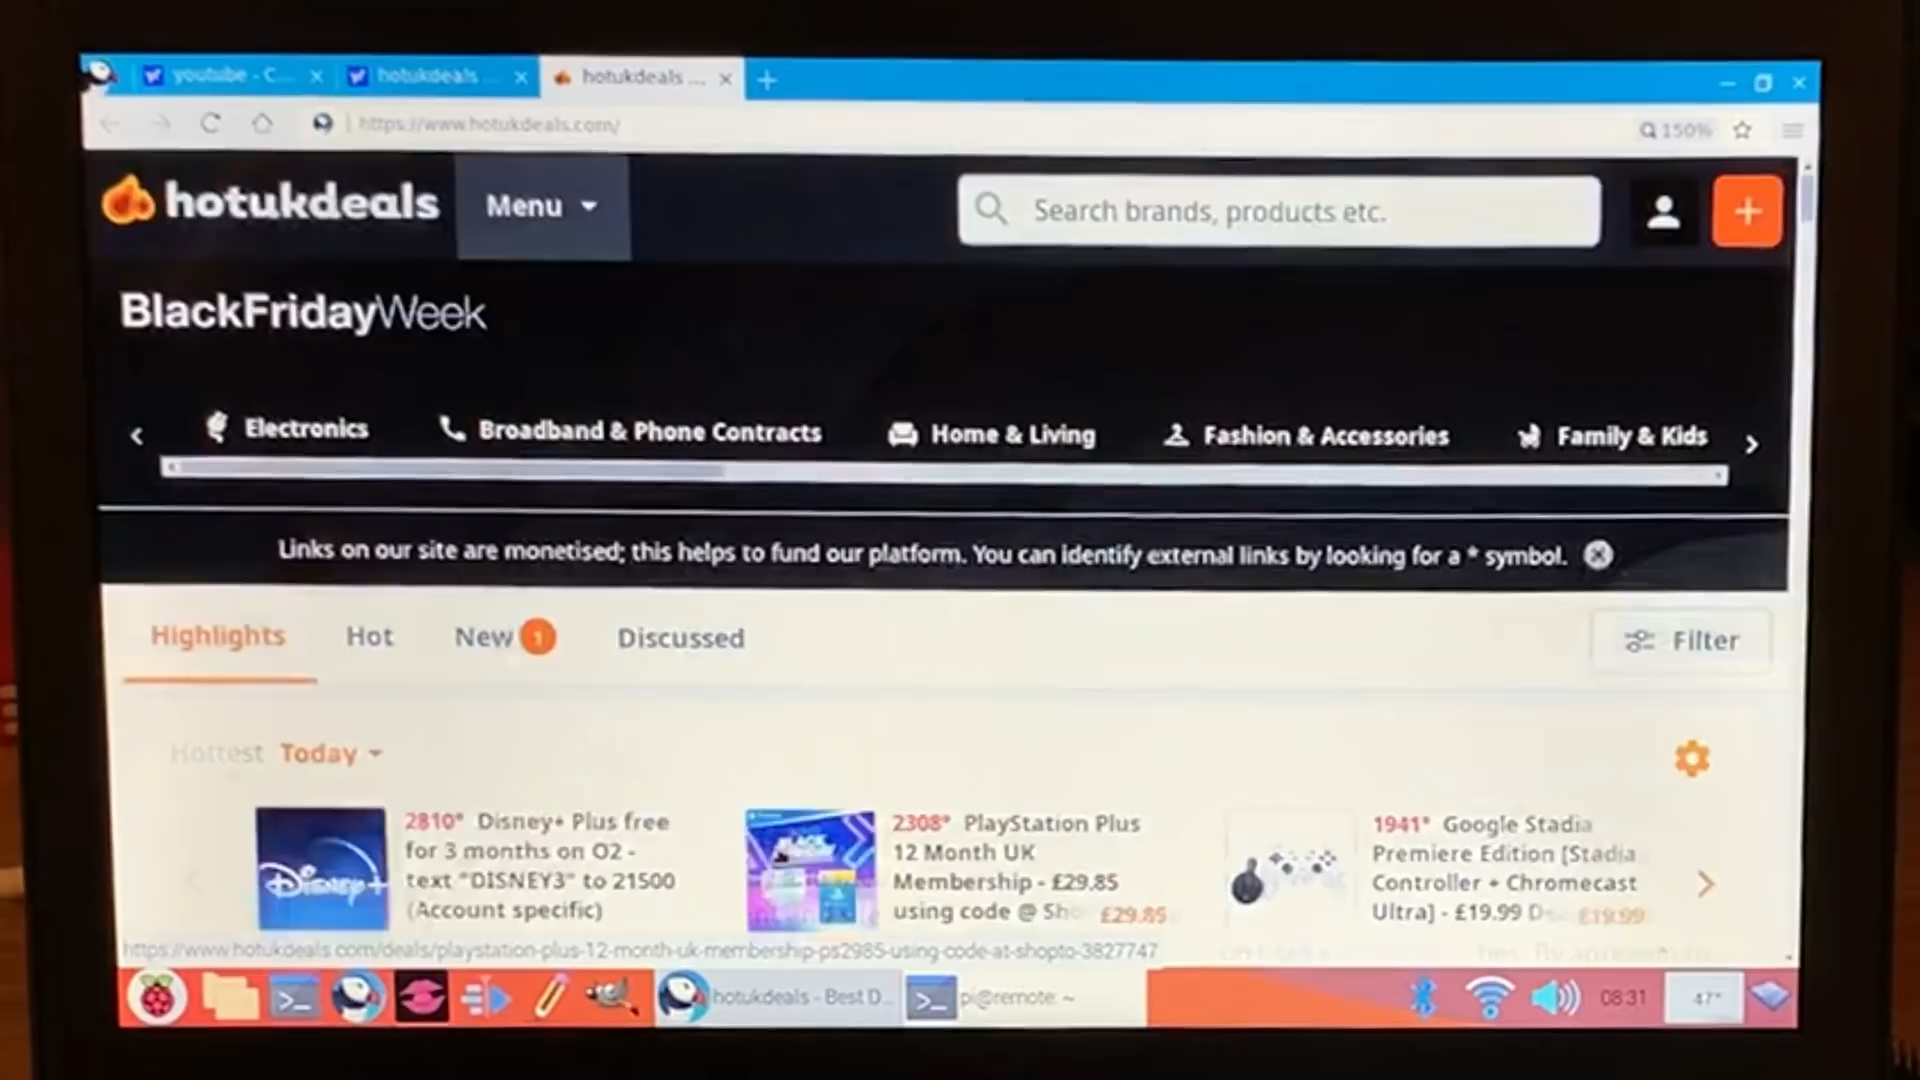 youtube - C...
hotukdeals ...
hotukdeals ...
https://www.hotukdeals.com/
150%
hotukdeals
Menu
Search brands, products etc.
BlackFridayWeek
Electronics
Broadband & Phone Contracts
Home & Living
Fashion & Accessories
Family & Kids
Links on our site are monetised; this helps to fund our platform. You can identify external links by looking for a * symbol.
Highlights
Hot
New 1
Discussed
Filter
Hottest Today
2810° Disney+ Plus free
for 3 months on O2 -
text "DISNEY3" to 21500
(Account specific)
Disney+
2308° PlayStation Plus
12 Month UK
Membership - £29.85
using code @ Sho £29.85
1941° Google Stadia
Premiere Edition [Stadia
Controller + Chromecast
Ultra] - £19.99 D £19.99
https://www.hotukdeals.com/deals/playstation-plus-12-month-uk-membership-ps2985-using-code-at-shopto-3827747
hotukdeals - Best D...
pi@remote: ~
08:31
47°